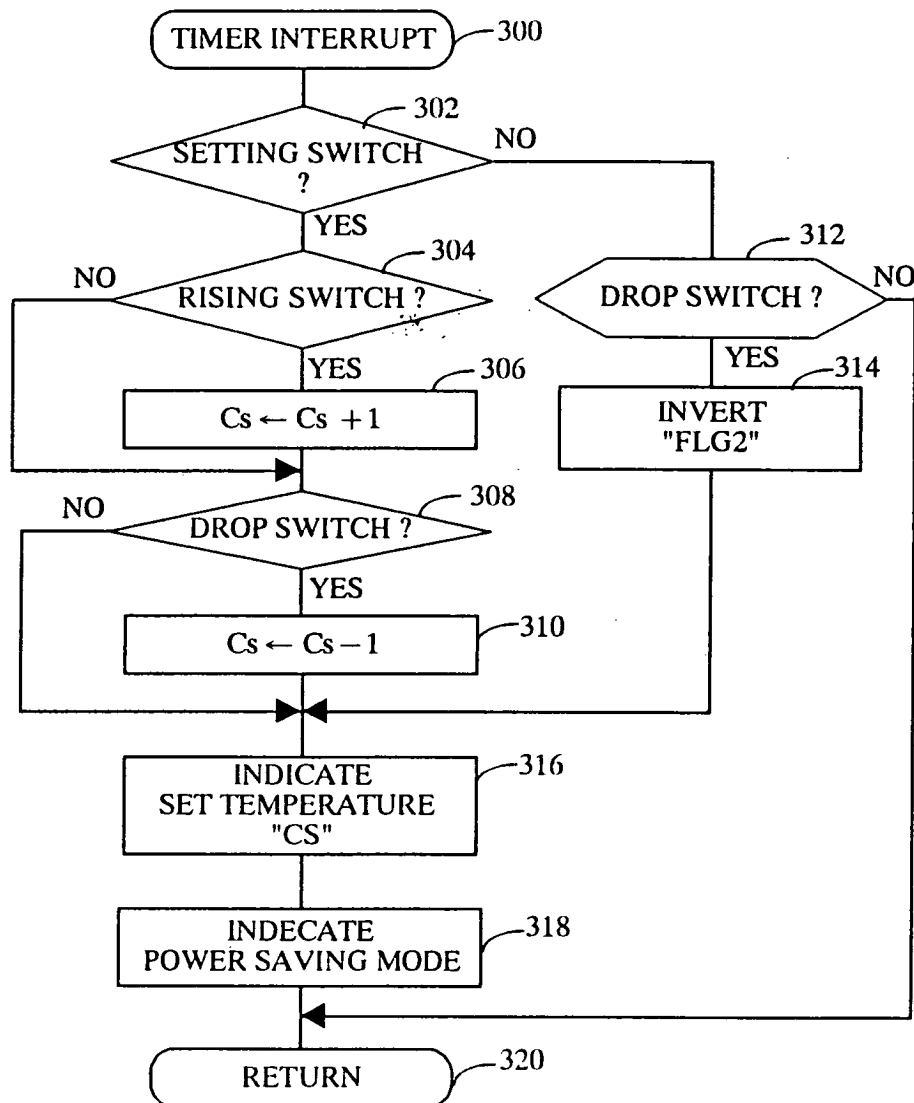 TIMER INTERRUPT
300
302
SETTING SWITCH
?
NO
YES
304
NO
RISING SWITCH ?
312
DROP SWITCH ?
NO
YES
306
Cs ← Cs + 1
YES
314
INVERT
"FLG2"
308
NO
DROP SWITCH ?
YES
310
Cs ← Cs − 1
316
INDICATE
SET TEMPERATURE
"CS"
318
INDECATE
POWER SAVING MODE
RETURN
320